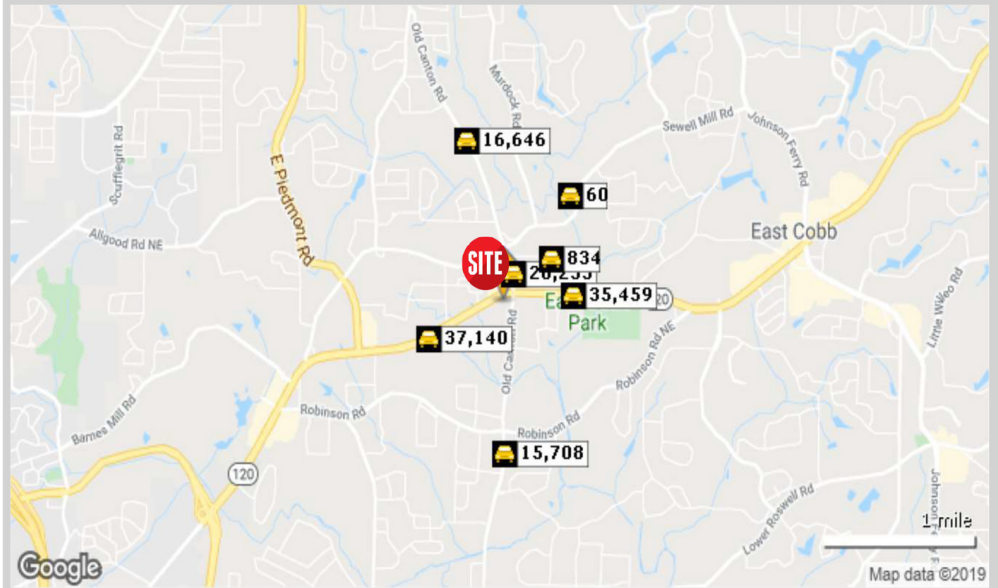 Old Canton Rd
Murdock Rd
16,646
Sewell Mill Rd
Johnson Ferry Rd
Scufflegrit Rd
E Piedmont Rd
60
Allgood Rd NE
East Cobb
SITE
834
35,459
20
Park
37,140
Old Canton Rd
Robinson Rd NE
Little Willeo Rd
Robinson Rd
Robinson Rd
Barnes Mill Rd
15,708
120
Lower Roswell Rd
Johnson
1 mile
Google
Map data ©2019